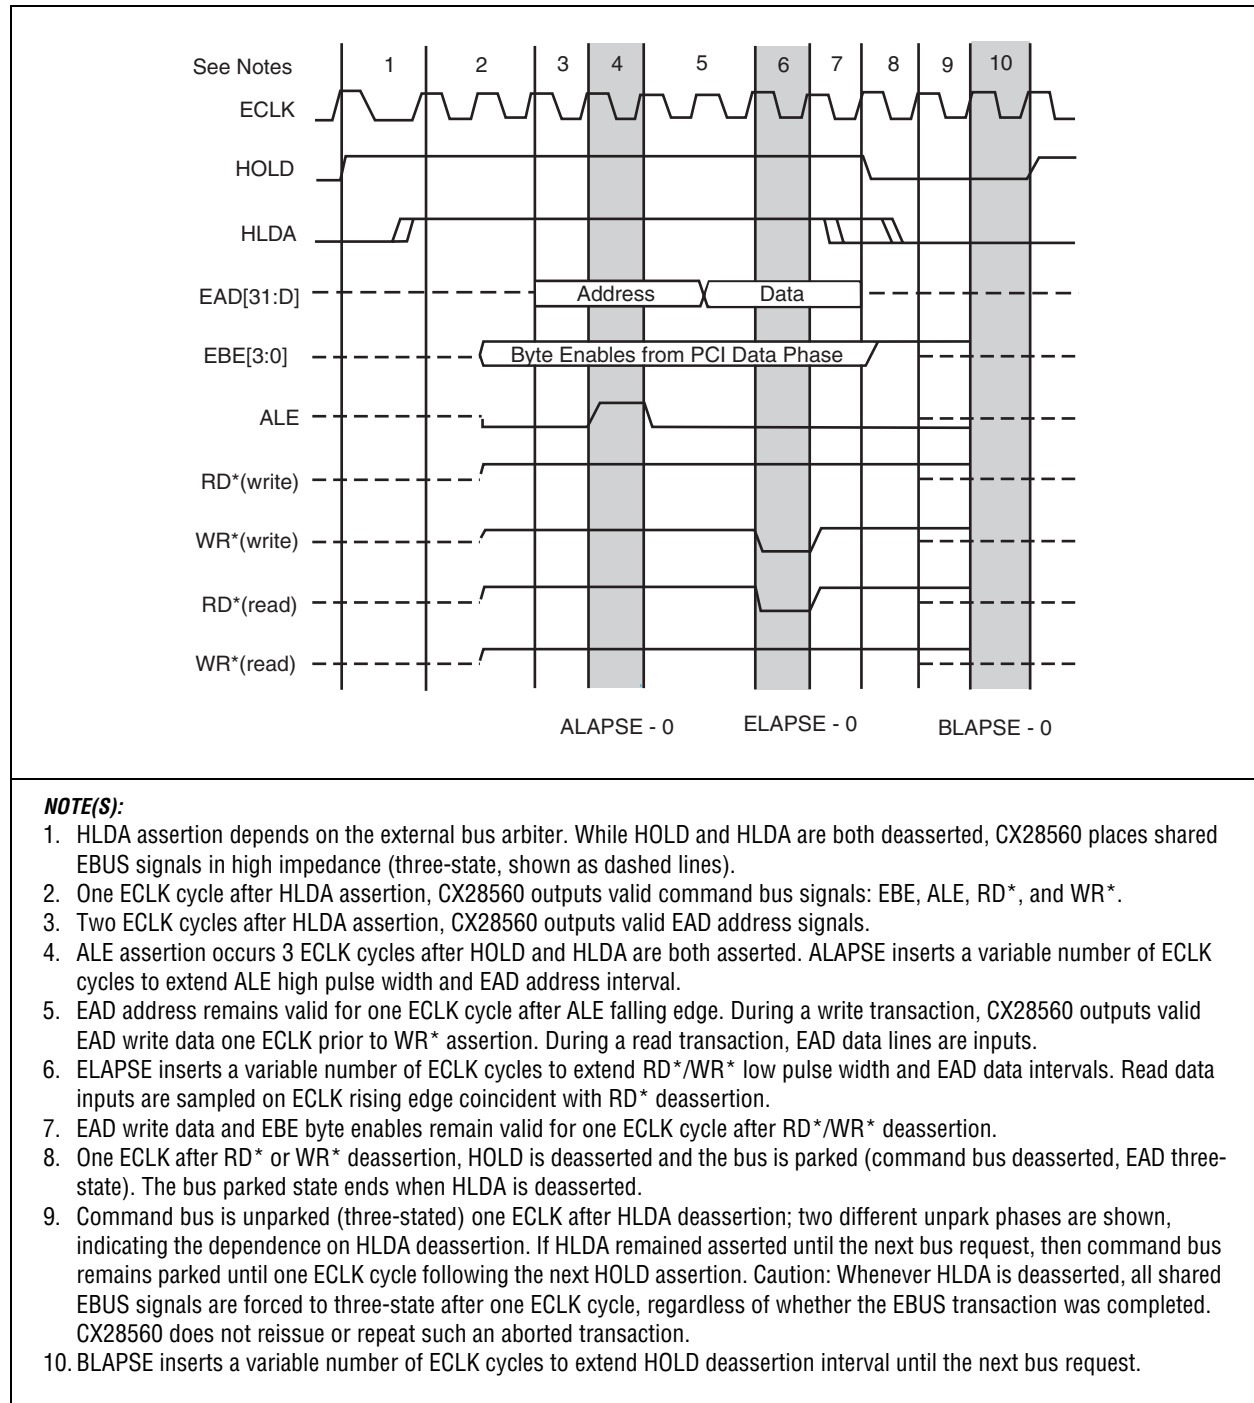 See Notes 1 2 3 4 5 6 7 8 9 10
ECLK
HOLD
HLDA
EAD[31:D] Address Data
EBE[3:0] Byte Enables from PCI Data Phase
ALE
RD*(write)
WR*(write)
RD*(read)
WR*(read)
ALAPSE - 0 ELAPSE - 0 BLAPSE - 0
NOTE(S):
1. HLDA assertion depends on the external bus arbiter. While HOLD and HLDA are both deasserted, CX28560 places shared
EBUS signals in high impedance (three-state, shown as dashed lines).
2. One ECLK cycle after HLDA assertion, CX28560 outputs valid command bus signals: EBE, ALE, RD*, and WR*.
3. Two ECLK cycles after HLDA assertion, CX28560 outputs valid EAD address signals.
4. ALE assertion occurs 3 ECLK cycles after HOLD and HLDA are both asserted. ALAPSE inserts a variable number of ECLK
cycles to extend ALE high pulse width and EAD address interval.
5. EAD address remains valid for one ECLK cycle after ALE falling edge. During a write transaction, CX28560 outputs valid
EAD write data one ECLK prior to WR* assertion. During a read transaction, EAD data lines are inputs.
6. ELAPSE inserts a variable number of ECLK cycles to extend RD*/WR* low pulse width and EAD data intervals. Read data
inputs are sampled on ECLK rising edge coincident with RD* deassertion.
7. EAD write data and EBE byte enables remain valid for one ECLK cycle after RD*/WR* deassertion.
8. One ECLK after RD* or WR* deassertion, HOLD is deasserted and the bus is parked (command bus deasserted, EAD three-
state). The bus parked state ends when HLDA is deasserted.
9. Command bus is unparked (three-stated) one ECLK after HLDA deassertion; two different unpark phases are shown,
indicating the dependence on HLDA deassertion. If HLDA remained asserted until the next bus request, then command bus
remains parked until one ECLK cycle following the next HOLD assertion. Caution: Whenever HLDA is deasserted, all shared
EBUS signals are forced to three-state after one ECLK cycle, regardless of whether the EBUS transaction was completed.
CX28560 does not reissue or repeat such an aborted transaction.
10. BLAPSE inserts a variable number of ECLK cycles to extend HOLD deassertion interval until the next bus request.